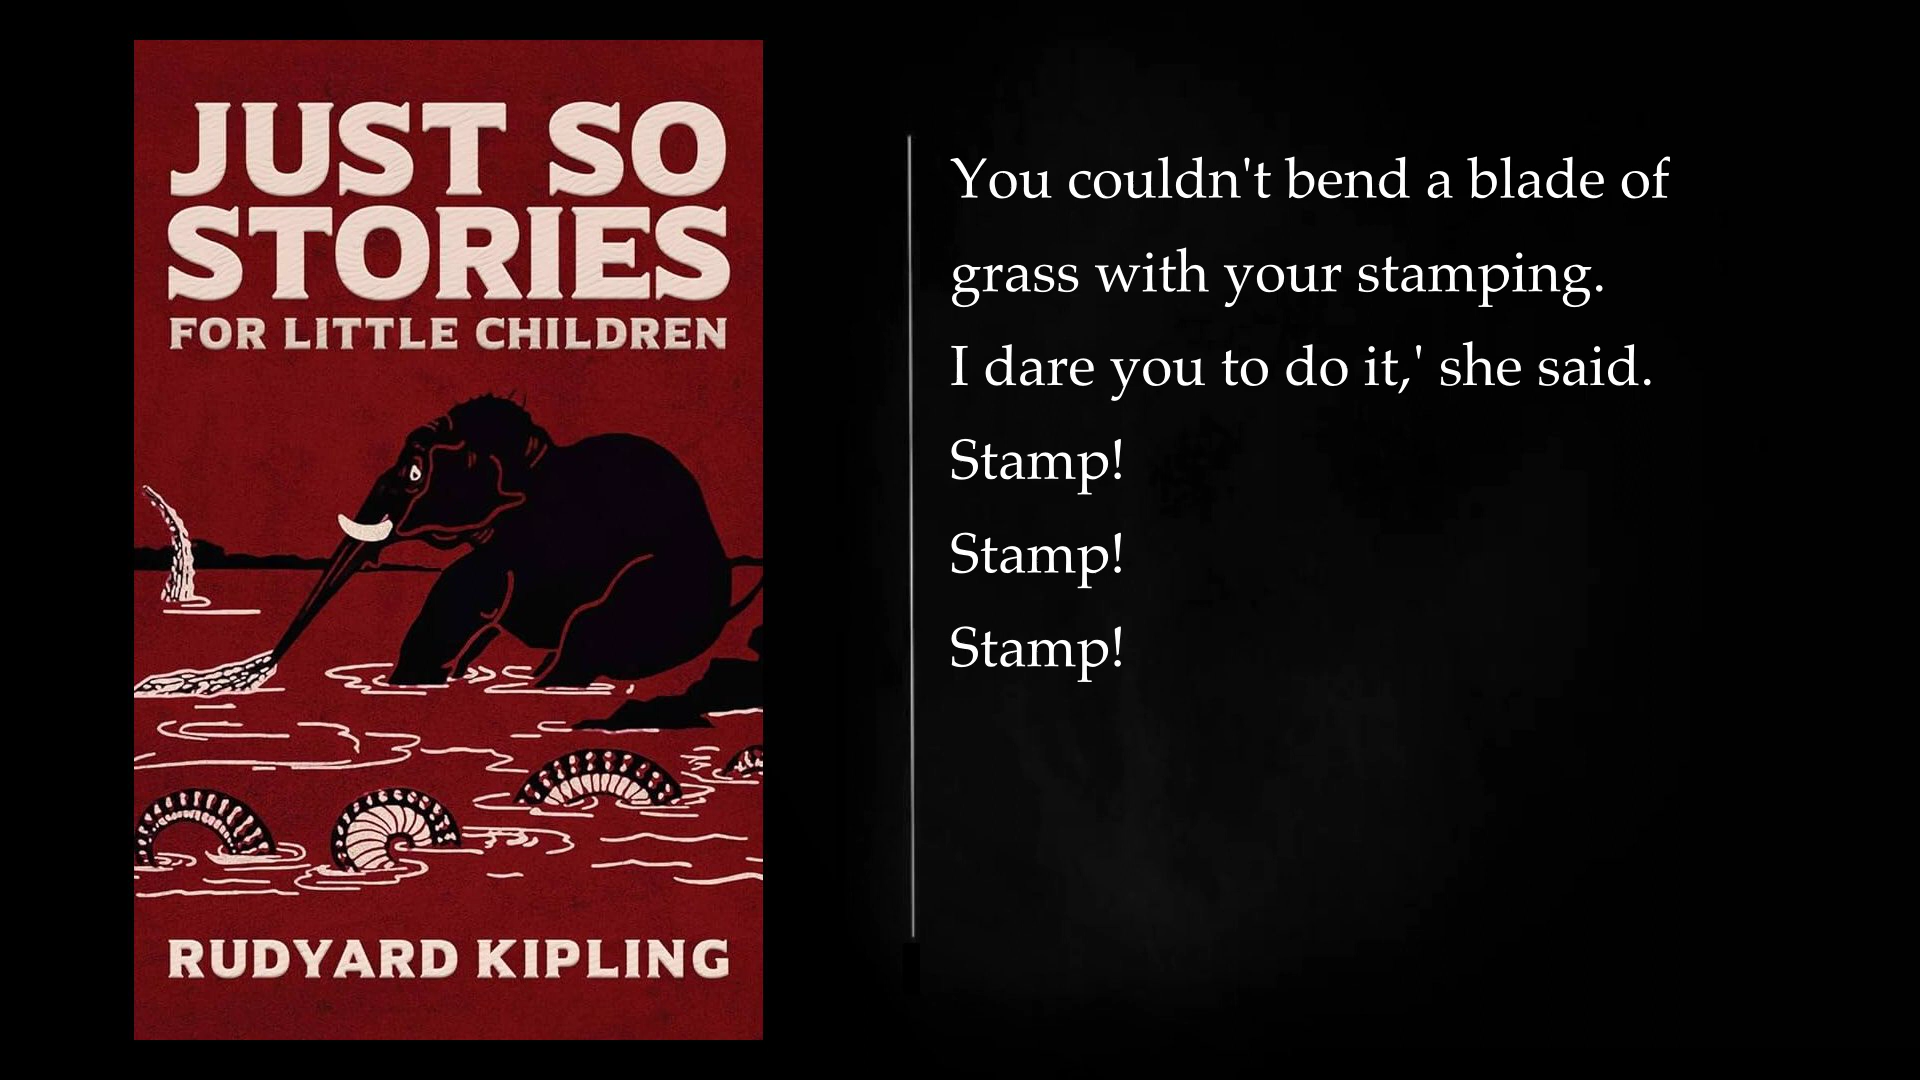 JUST SO
STORIES
FOR LITTLE CHILDREN
RUDYARD KIPLING
You couldn't bend a blade of
grass with your stamping.
I dare you to do it,' she said.
Stamp!
Stamp!
Stamp!